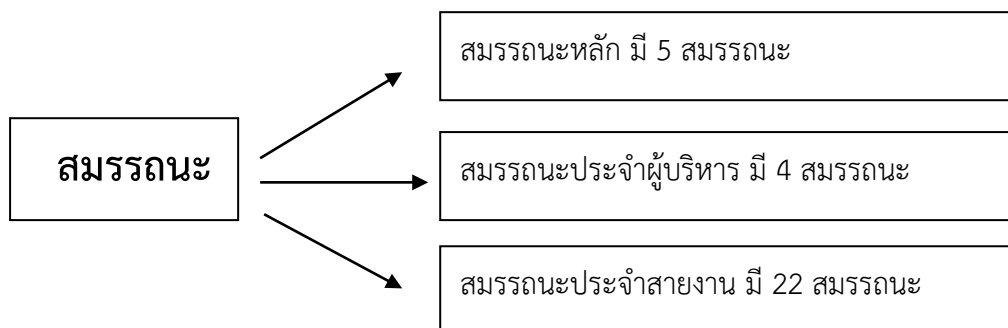 สมรรถนะ
สมรรถนะหลัก มี 5 สมรรถนะ
สมรรถนะประจำผู้บริหาร มี 4 สมรรถนะ
สมรรถนะประจำสายงาน มี 22 สมรรถนะ